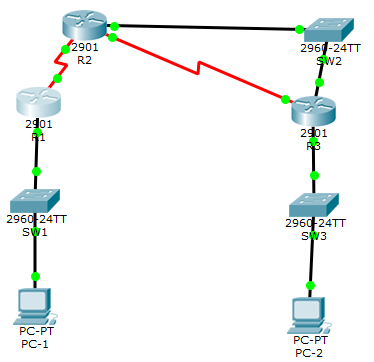 2901
R2
2960-24TT
SW2
2901
R1
2901
R3
2960-24TT
SW1
2960-24TT
SW3
PC-PT
PC-1
PC-PT
PC-2